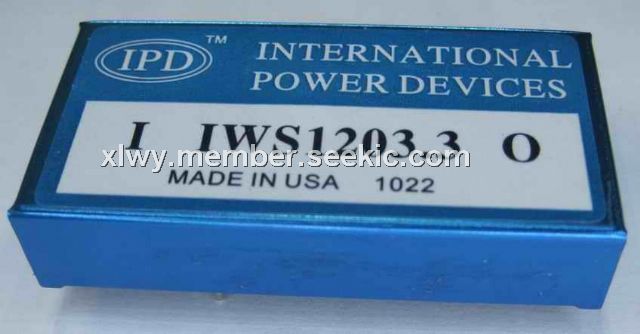 IPD™
INTERNATIONAL
POWER DEVICES
I IWS1203.3 O
xlwy.member.seekic.com
MADE IN USA 1022